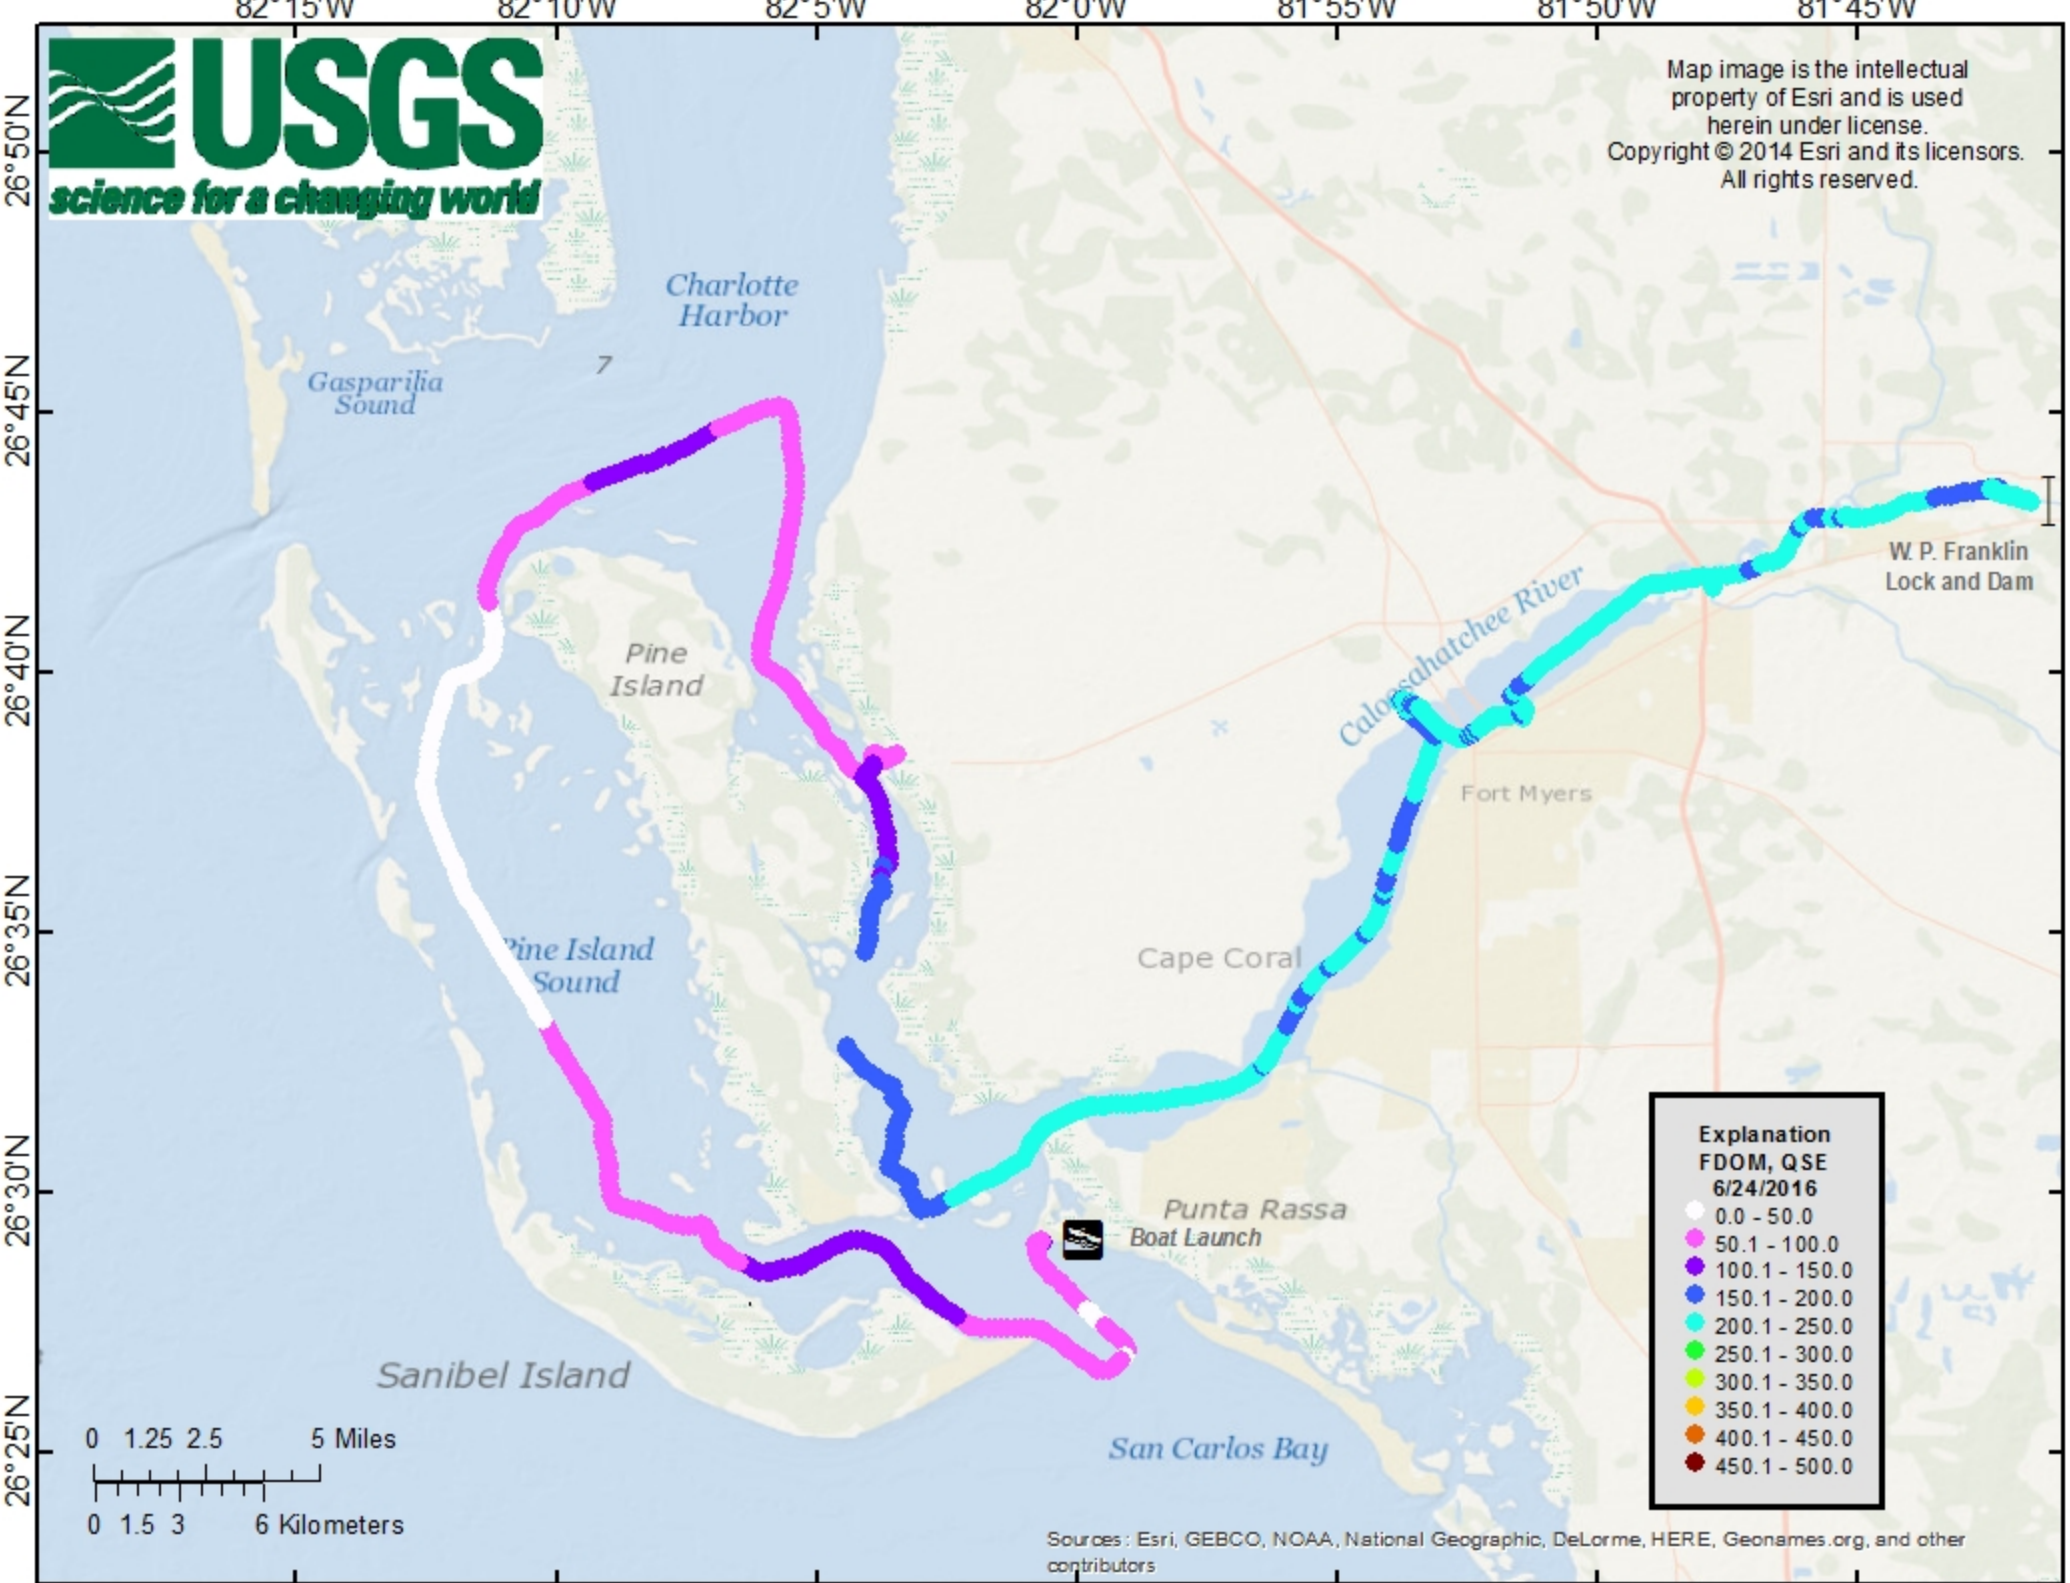 82°15'W 82°10'W 82°5'W 82°0'W 81°55'W 81°50'W 81°45'W
USGS
science for a changing world
Map image is the intellectual
property of Esri and is used
herein under license.
Copyright © 2014 Esri and its licensors.
All rights reserved.
26°50'N
Charlotte
Harbor
7
26°45'N
Gasparilia
Sound
W. P. Franklin
Lock and Dam
Caloosahatchee River
26°40'N
Pine
Island
Fort Myers
26°35'N
Pine Island
Sound
Cape Coral
26°30'N
Punta Rassa
Boat Launch
Explanation
FDOM, QSE
6/24/2016
0.0 - 50.0
50.1 - 100.0
100.1 - 150.0
150.1 - 200.0
200.1 - 250.0
250.1 - 300.0
300.1 - 350.0
350.1 - 400.0
400.1 - 450.0
450.1 - 500.0
Sanibel Island
26°25'N
San Carlos Bay
0 1.25 2.5 5 Miles
0 1.5 3 6 Kilometers
Sources: Esri, GEBCO, NOAA, National Geographic, DeLorme, HERE, Geonames.org, and other
contributors